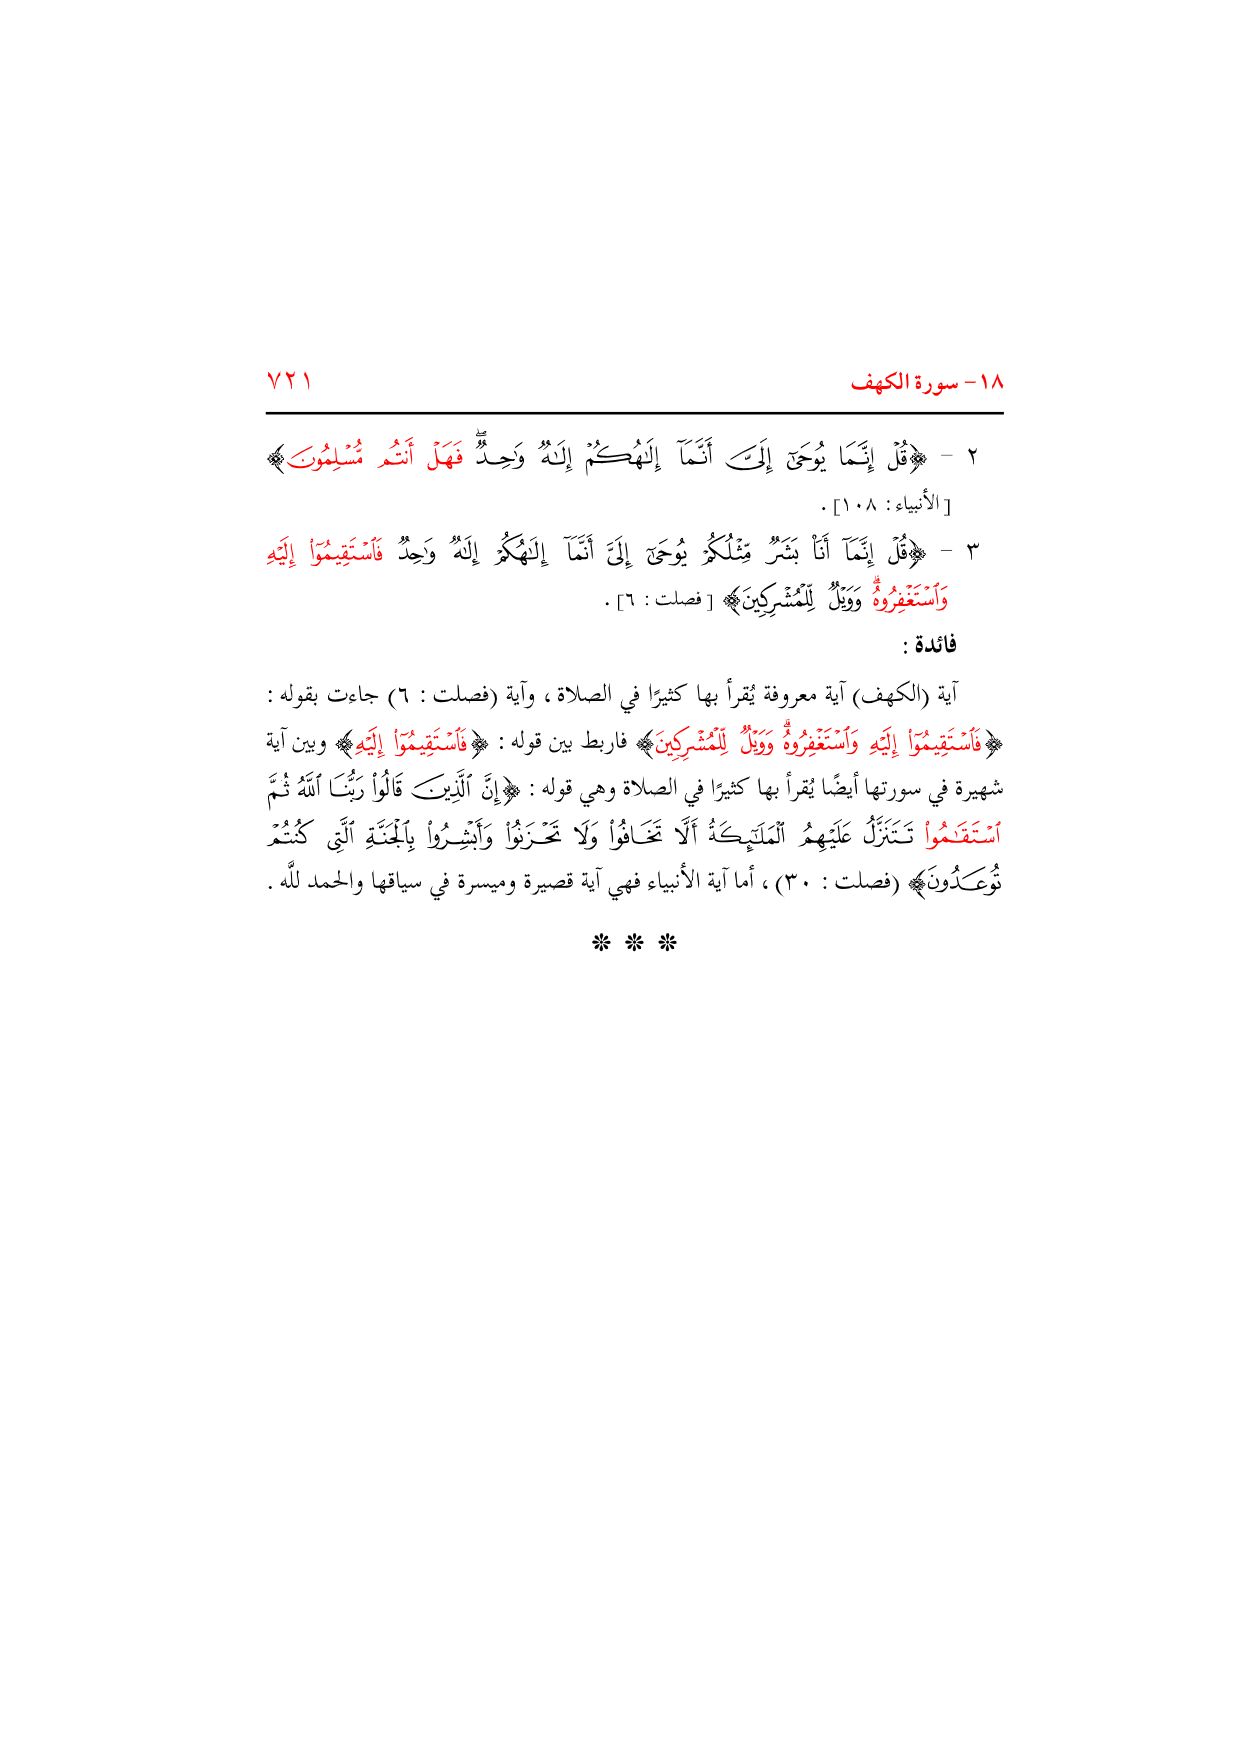 ١٨- سورة الكهف ٧٢١
٢ - ﴿قُلۡ إِنَّمَا يُوحَىٰٓ إِلَيَّ أَنَّمَآ إِلَٰهُكُمۡ إِلَٰهٞ وَٰحِدٞۖ فَهَلۡ أَنتُم مُّسۡلِمُونَ﴾
[الأنبياء: ١٠٨] .
٣ - ﴿قُلۡ إِنَّمَآ أَنَا۠ بَشَرٞ مِّثۡلُكُمۡ يُوحَىٰٓ إِلَيَّ أَنَّمَآ إِلَٰهُكُمۡ إِلَٰهٞ وَٰحِدٞ فَٱسۡتَقِيمُوٓاْ إِلَيۡهِ
وَٱسۡتَغۡفِرُوهُۗ وَوَيۡلٞ لِّلۡمُشۡرِكِينَ﴾ [فصلت : ٦] .
فائدة :
آية (الكهف) آية معروفة يُقرأ بها كثيرًا في الصلاة ، وآية (فصلت : ٦) جاءت بقوله :
﴿فَٱسۡتَقِيمُوٓاْ إِلَيۡهِ وَٱسۡتَغۡفِرُوهُۗ وَوَيۡلٞ لِّلۡمُشۡرِكِينَ﴾ فاربط بين قوله : ﴿فَٱسۡتَقِيمُوٓاْ إِلَيۡهِ﴾ وبين آية
شهيرة في سورتها أيضًا يُقرأ بها كثيرًا في الصلاة وهي قوله : ﴿إِنَّ ٱلَّذِينَ قَالُواْ رَبُّنَا ٱللَّهُ ثُمَّ
ٱسۡتَقَٰمُواْ تَتَنَزَّلُ عَلَيۡهِمُ ٱلۡمَلَٰٓئِكَةُ أَلَّا تَخَافُواْ وَلَا تَحۡزَنُواْ وَأَبۡشِرُواْ بِٱلۡجَنَّةِ ٱلَّتِي كُنتُمۡ
تُوعَدُونَ﴾ (فصلت : ٣٠) ، أما آية الأنبياء فهي آية قصيرة وميسرة في سياقها والحمد للَّه .
❊ ❊ ❊